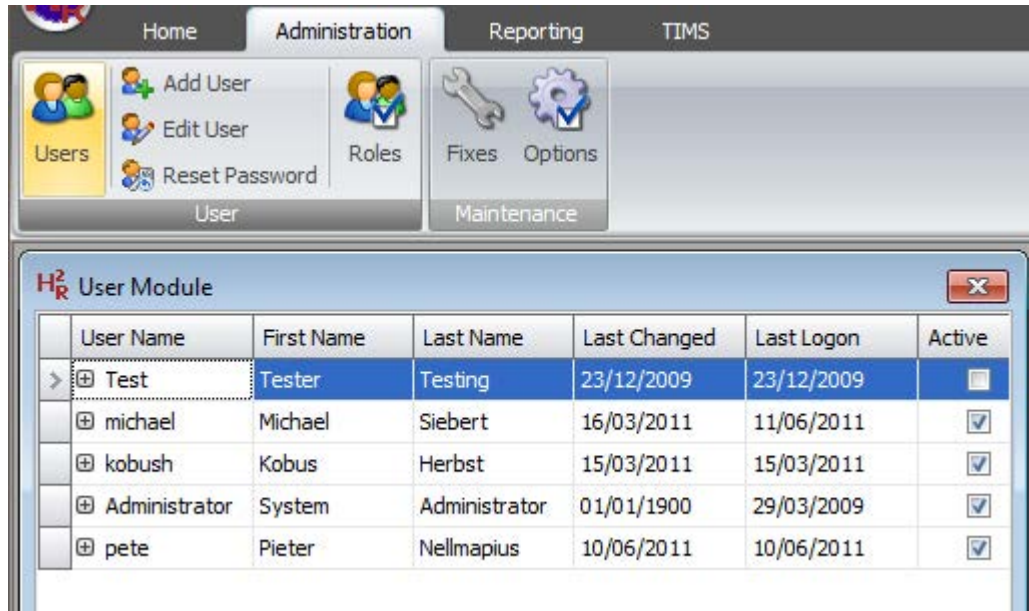 R
Home Administration Reporting TIMS
Users
Add User
Edit User
Reset Password
Roles
User
Fixes Options
Maintenance
H2R User Module
User Name First Name Last Name Last Changed Last Logon Active
Test Tester Testing 23/12/2009 23/12/2009
michael Michael Siebert 16/03/2011 11/06/2011
kobush Kobus Herbst 15/03/2011 15/03/2011
Administrator System Administrator 01/01/1900 29/03/2009
pete Pieter Nellmapius 10/06/2011 10/06/2011